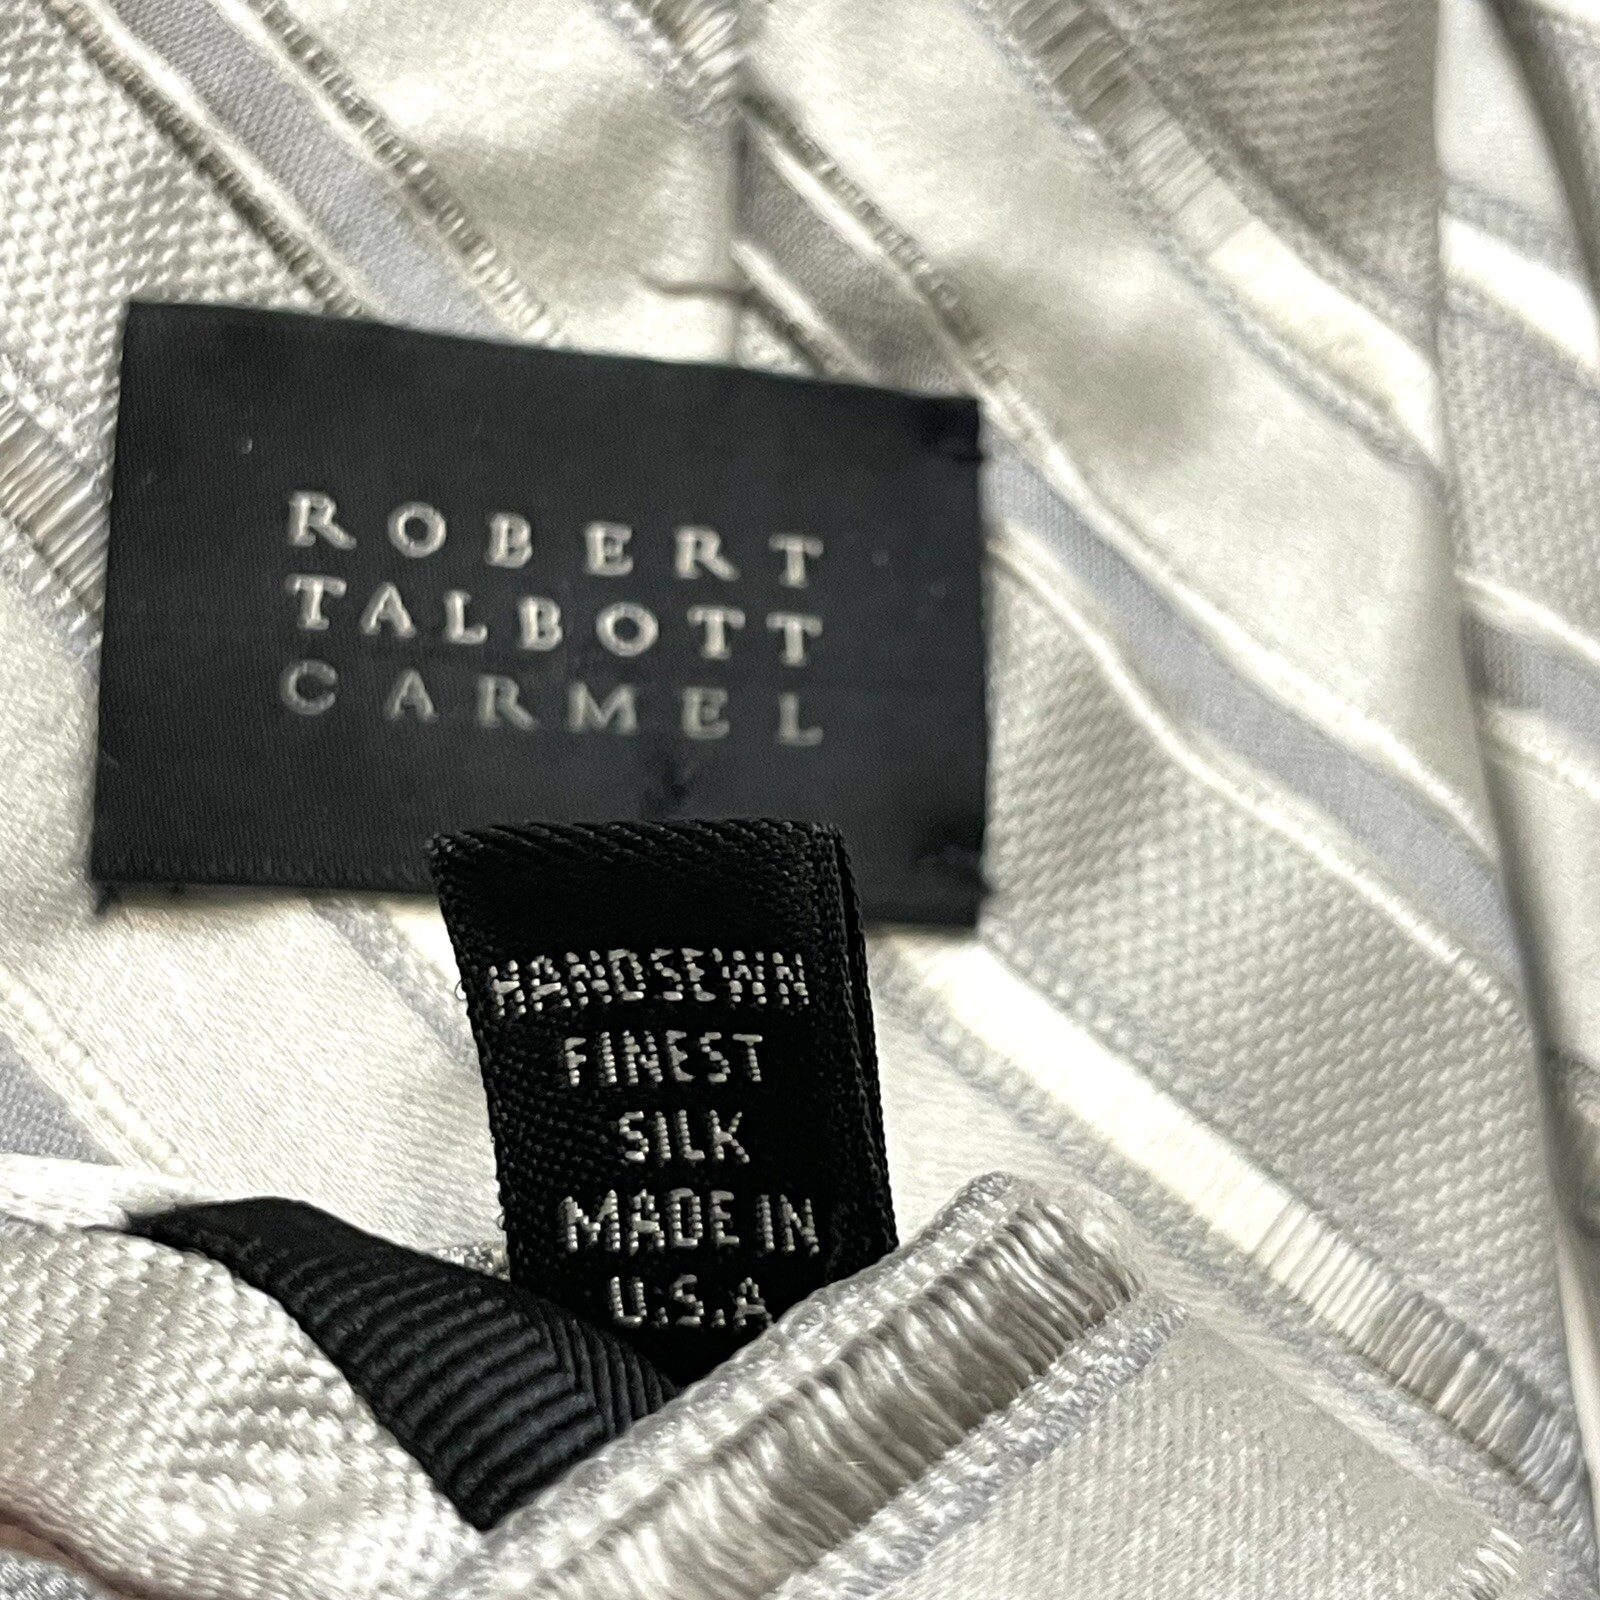 ROBERT
TALBOTT
CARMEL
HANDSEWN
FINEST
SILK
MADE IN
U.S.A